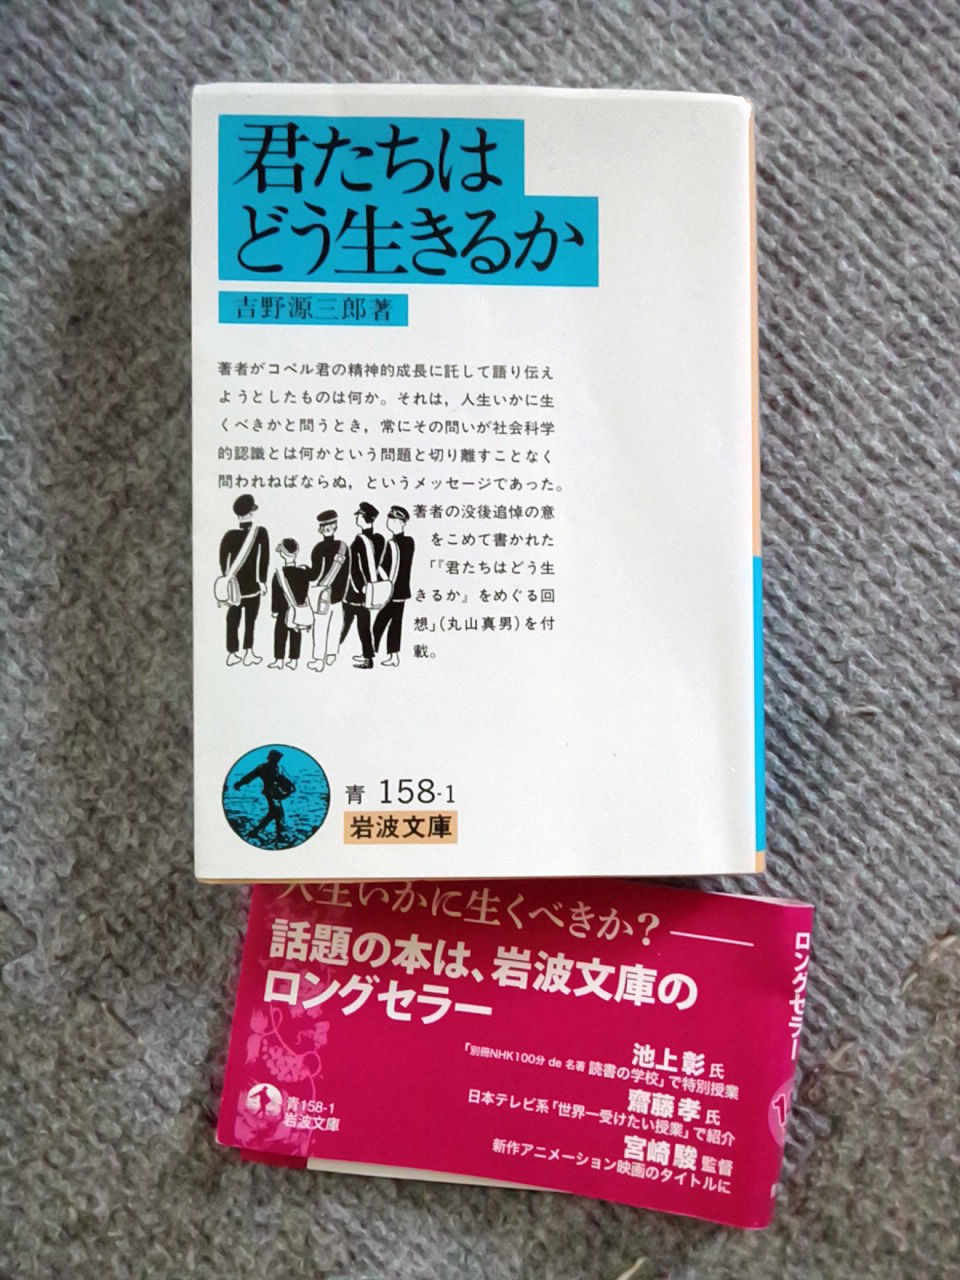 君たちは
どう生きるか
吉野源三郎著
著者がコペル君の精神的成長に託して語り伝え
ようとしたものは何か。それは，人生いかに生
くべきかと問うとき，常にその問いが社会科学
的認識とは何かという問題と切り離すことなく
問われねばならぬ，というメッセージであった。
著者の没後追悼の意
をこめて書かれた
「『君たちはどう生
きるか』をめぐる回
想」（丸山真男）を付
載。
青 158-1
岩波文庫
人生いかに生くべきか？――
話題の本は、岩波文庫の
ロングセラー
池上彰氏
「別冊NHK100分 de 名著 読書の学校」で特別授業
齋藤孝氏
日本テレビ系「世界一受けたい授業」で紹介
宮崎駿監督
新作アニメーション映画のタイトルに
青158-1
岩波文庫
ロングセラー